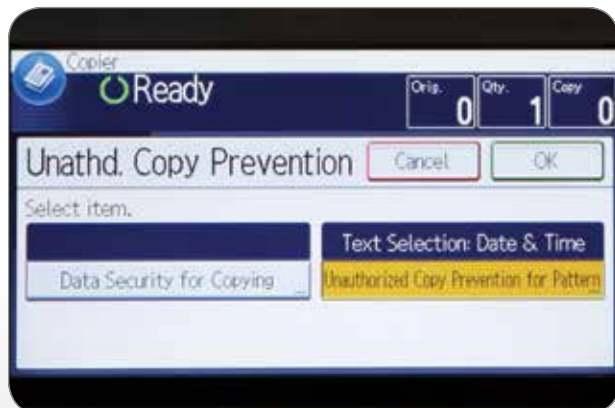 Copier
Ready
Orig. Qty. Copy
0 1 0
Unathd. Copy Prevention Cancel OK
Select item.
Text Selection: Date & Time
Data Security for Copying Unauthorized Copy Prevention for Pattern